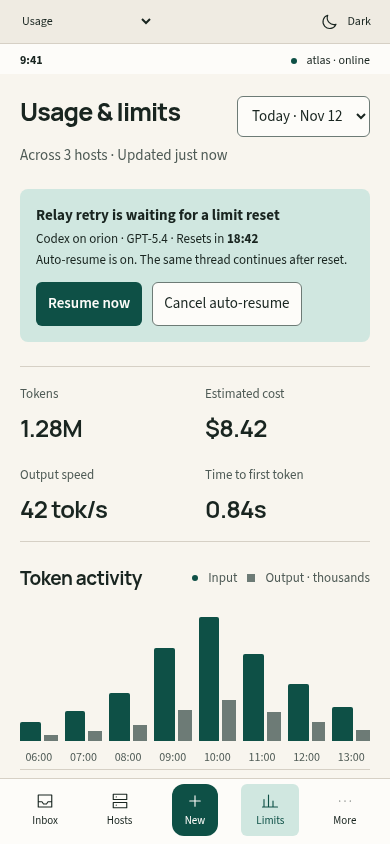 Usage
Dark
9:41
atlas · online
Usage & limits
Today · Nov 12
Across 3 hosts · Updated just now
Relay retry is waiting for a limit reset
Codex on orion · GPT-5.4 · Resets in 18:42
Auto-resume is on. The same thread continues after reset.
Resume now
Cancel auto-resume
Tokens
Estimated cost
1.28M
$8.42
Output speed
Time to first token
42 tok/s
0.84s
Token activity
Input
Output · thousands
06:00 07:00 08:00 09:00 10:00 11:00 12:00 13:00
Inbox
Hosts
New
Limits
More